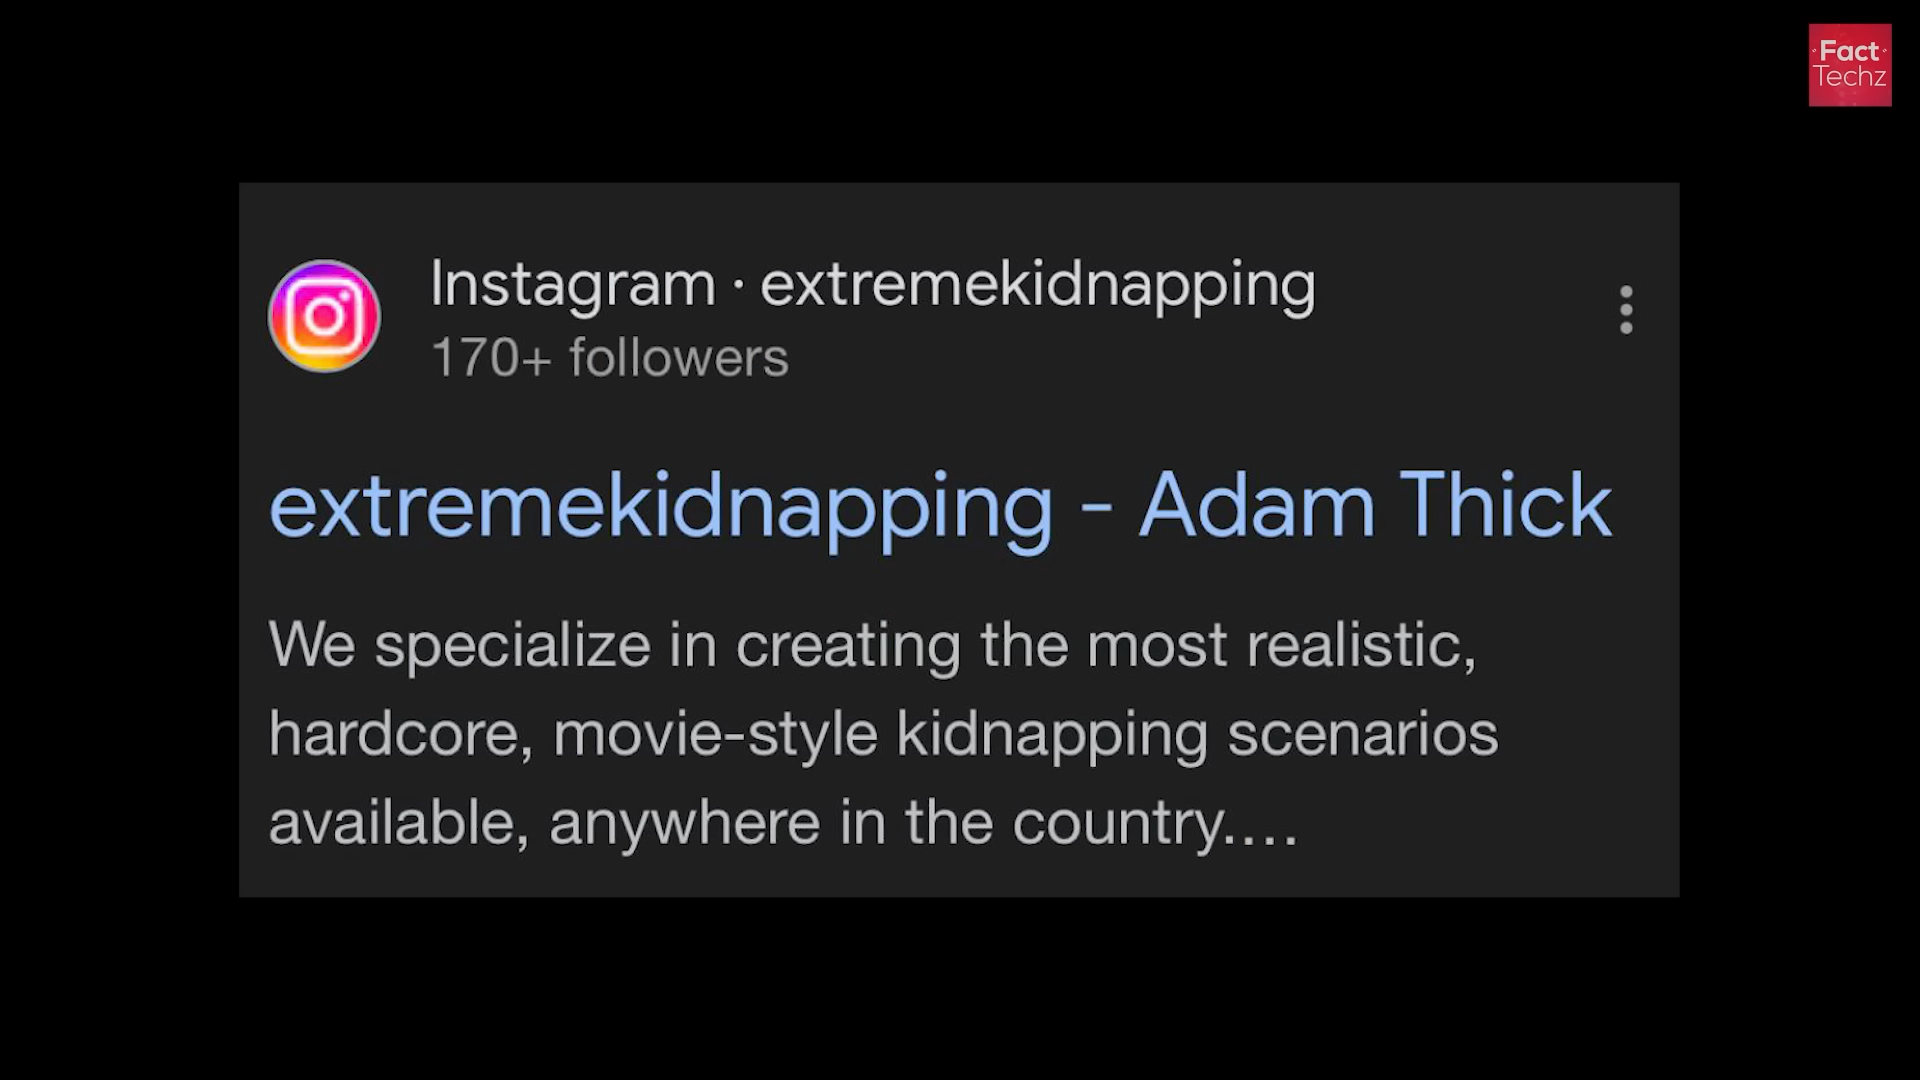 Fact
Techz
Instagram · extremekidnapping
170+ followers
extremekidnapping - Adam Thick
We specialize in creating the most realistic,
hardcore, movie-style kidnapping scenarios
available, anywhere in the country....